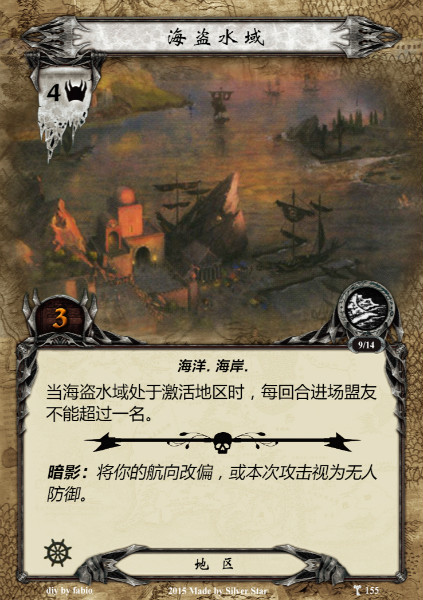 海盗水域
4
3
9/14
海洋. 海岸.
当海盗水域处于激活地区时，每回合进场盟友
不能超过一名。
暗影：将你的航向改偏，或本次攻击视为无人
防御。
地区
diy by fabio
2015 Made by Silver Star
155